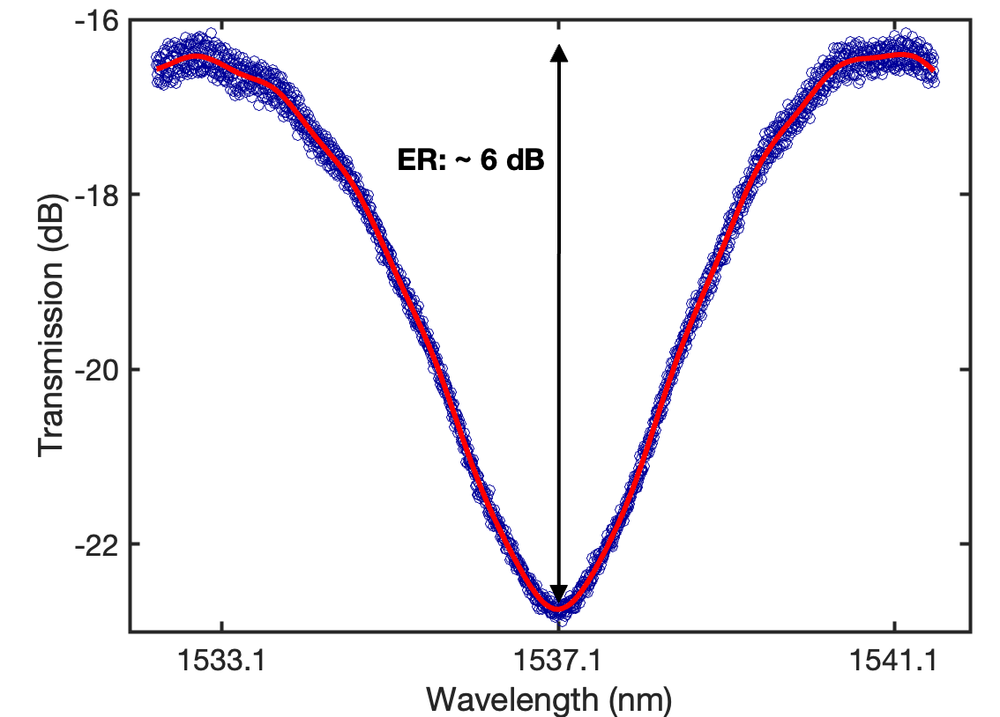 -16
-18
-20
-22
Transmission (dB)
ER: ~ 6 dB
1533.1
1537.1
1541.1
Wavelength (nm)